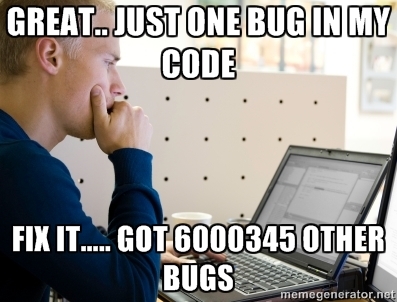 GREAT.. JUST ONE BUG IN MY
CODE
FIX IT..... GOT 6000345 OTHER
BUGS
memegenerator.net